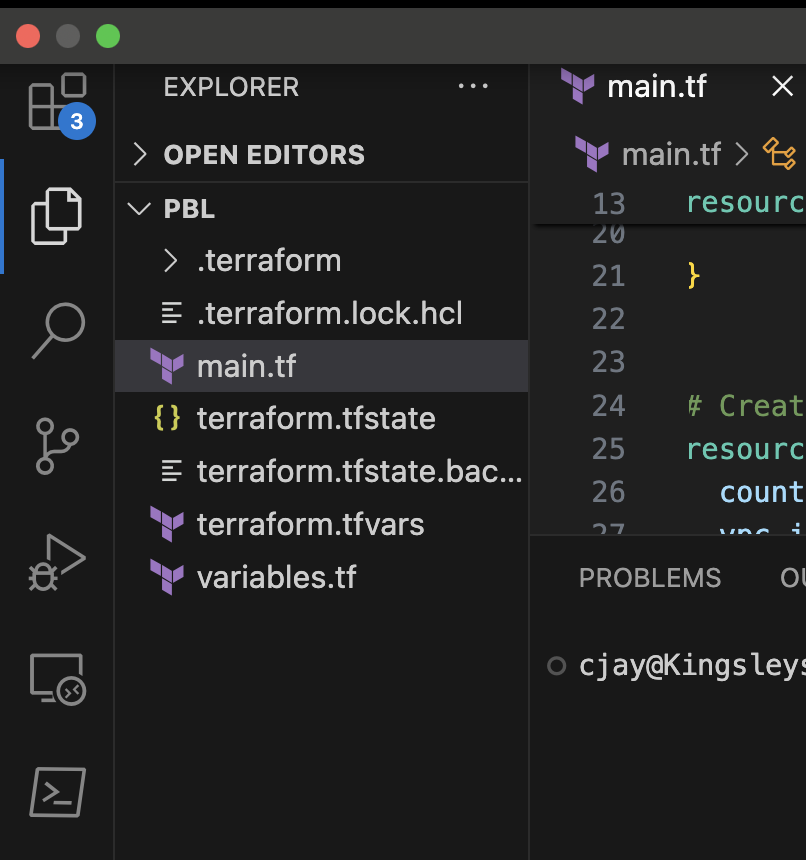 EXPLORER ...
main.tf
3
OPEN EDITORS
main.tf
PBL
13 resourc
20
.terraform
21 }
.terraform.lock.hcl
22
main.tf
23
{} terraform.tfstate
24 # Creat
25 resourc
terraform.tfstate.bac...
26 count
terraform.tfvars
27 vpc_i
variables.tf
PROBLEMS OU
cjay@Kingsleys